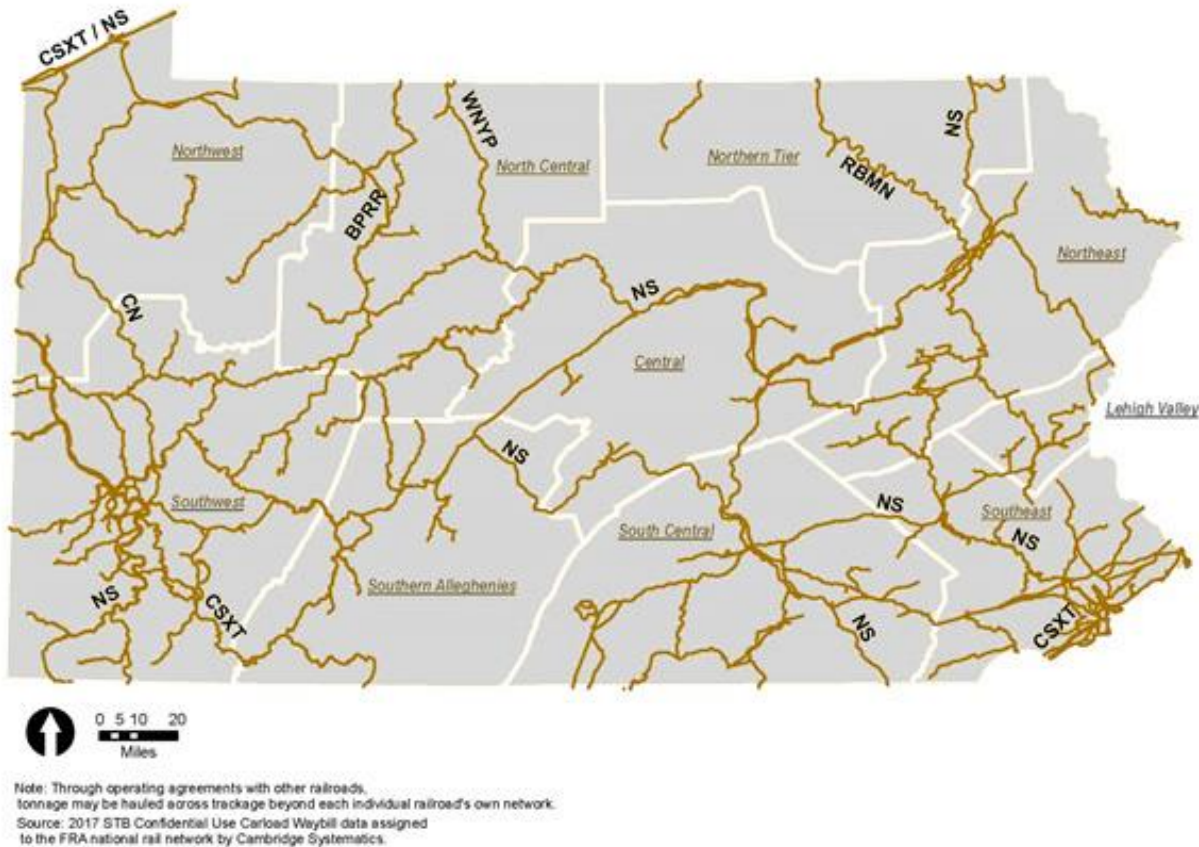 CSXT / NS
Northwest
WNYP
North Central
Northern Tier
NS
RBMN
BPRR
Northeast
CN
NS
Central
Lehigh Valley
NS
Southwest
South Central
NS
Southeast
NS
NS
CSXT
Southern Alleghenies
NS
CSXT
0 5 10 20
Miles
Note: Through operating agreements with other railroads,
tonnage may be hauled across trackage beyond each individual railroad's own network.
Source: 2017 STB Confidential Use Carload Waybill data assigned
to the FRA national rail network by Cambridge Systematics.